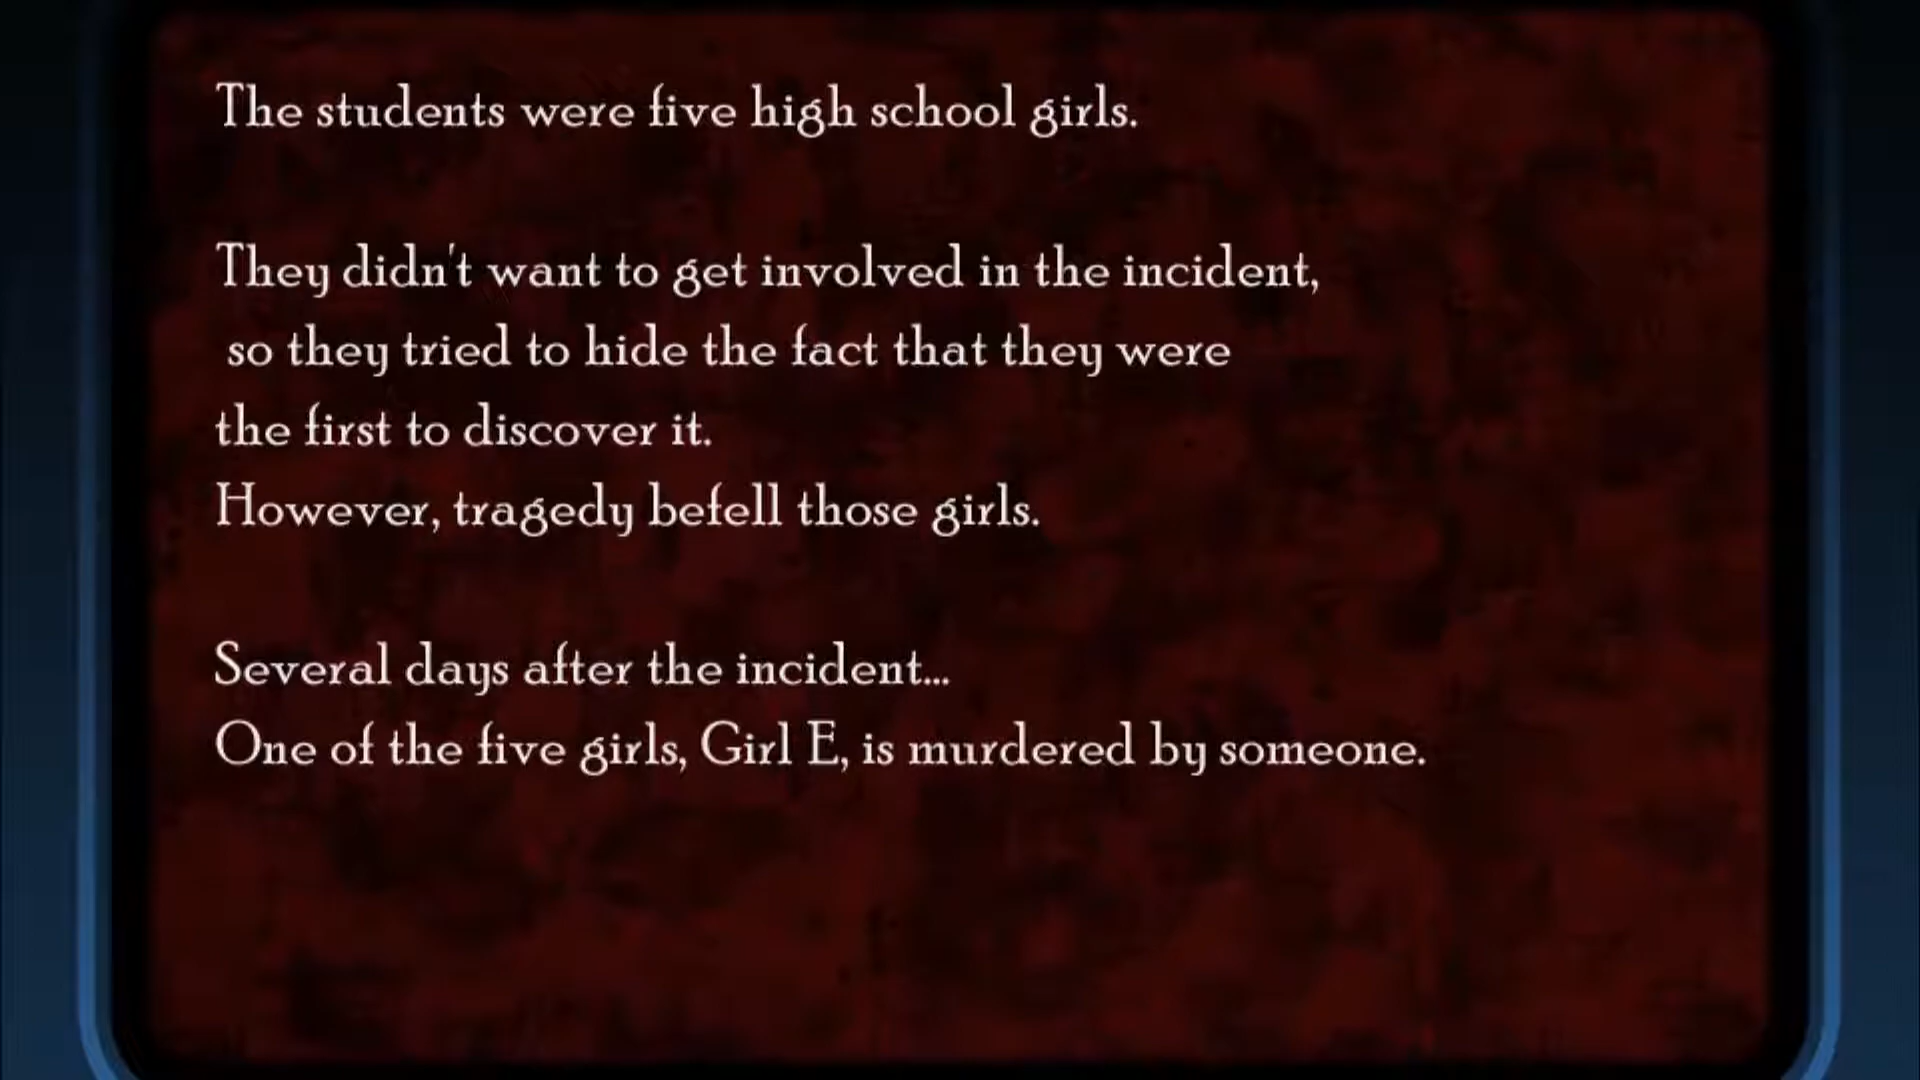 The students were five high school girls.
They didn't want to get involved in the incident,
so they tried to hide the fact that they were
the first to discover it.
However, tragedy befell those girls.
Several days after the incident...
One of the five girls, Girl E, is murdered by someone.